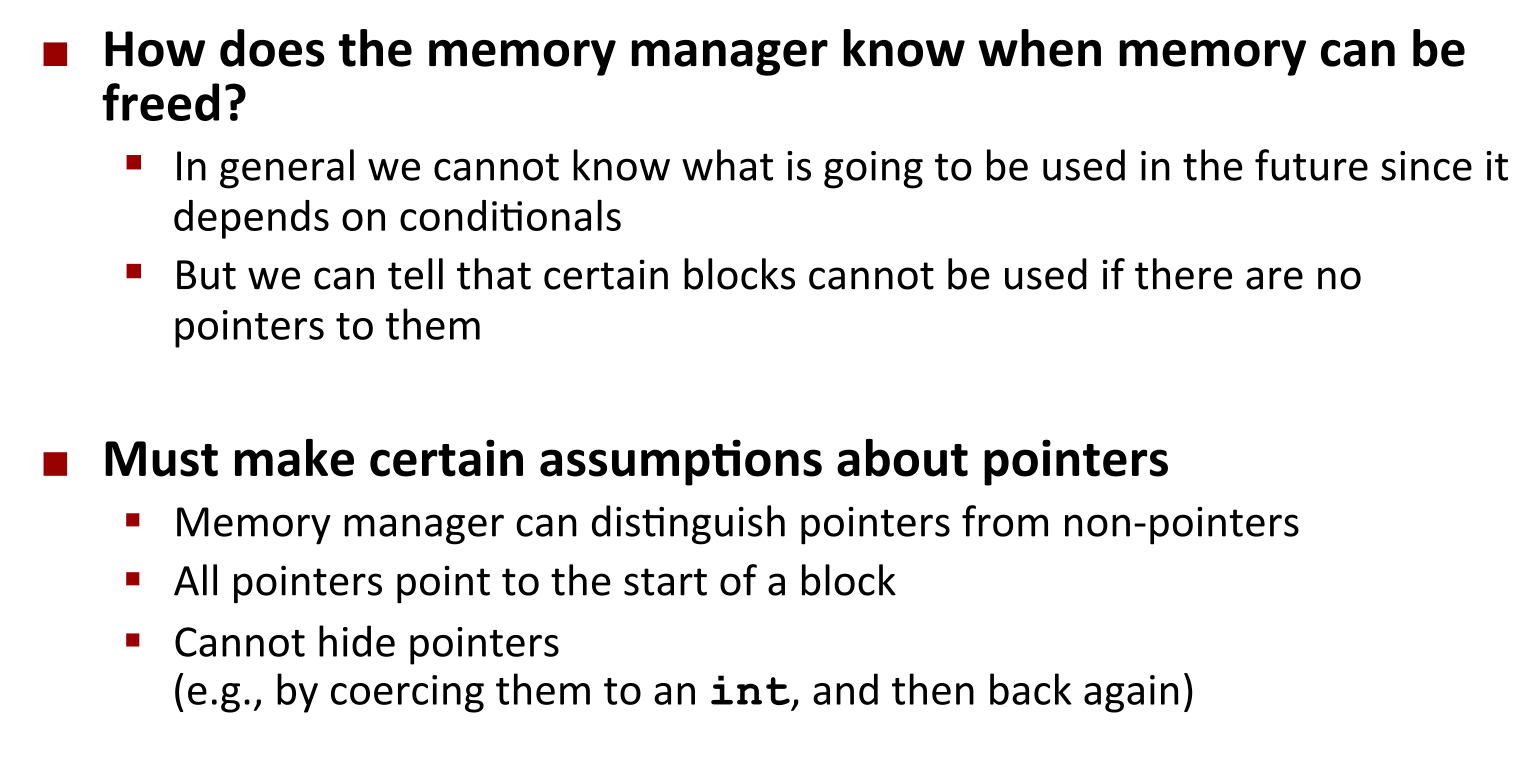 ■ How does the memory manager know when memory can be
freed?
▪ In general we cannot know what is going to be used in the future since it
depends on conditionals
▪ But we can tell that certain blocks cannot be used if there are no
pointers to them
■ Must make certain assumptions about pointers
▪ Memory manager can distinguish pointers from non-pointers
▪ All pointers point to the start of a block
▪ Cannot hide pointers
(e.g., by coercing them to an int, and then back again)